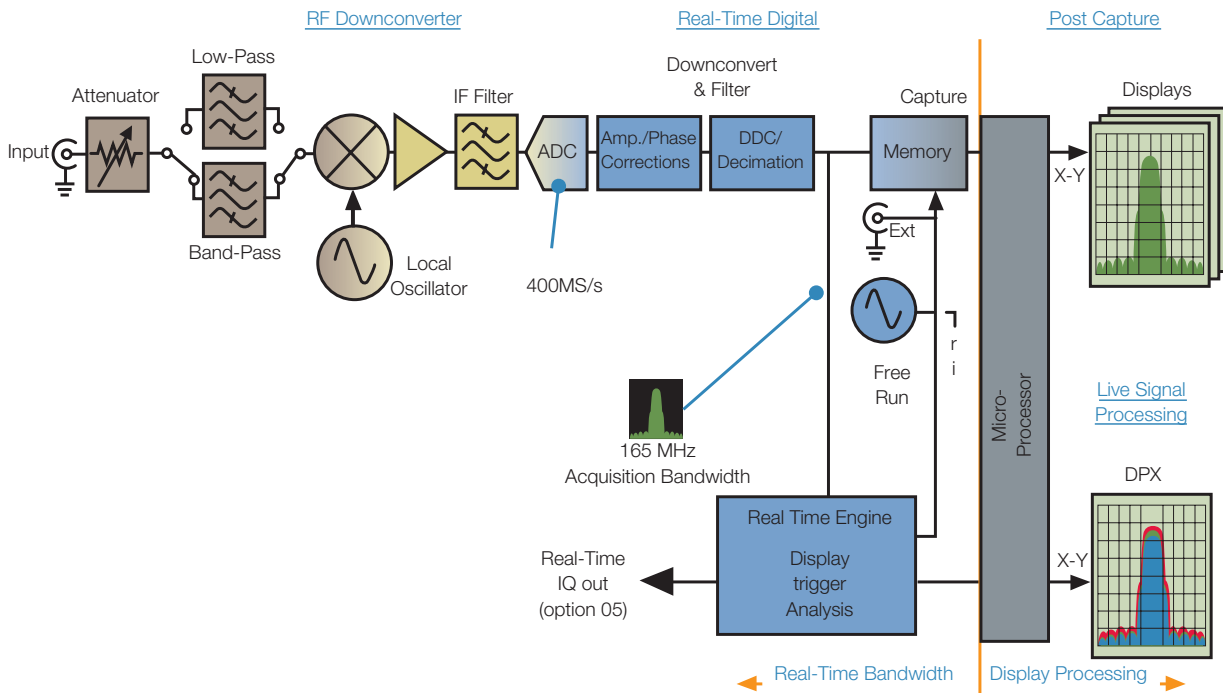 RF Downconverter
Real-Time Digital
Post Capture
Low-Pass
Downconvert
& Filter
Attenuator
IF Filter
Capture
Displays
Input
ADC
Amp./Phase
Corrections
DDC/
Decimation
Memory
X-Y
Band-Pass
Ext
Local
Oscillator
400MS/s
r
i
Free
Run
Micro-
Processor
Live Signal
Processing
165 MHz
Acquisition Bandwidth
DPX
Real Time Engine
Real-Time
IQ out
(option 05)
Display
trigger
Analysis
X-Y
Real-Time Bandwidth
Display Processing